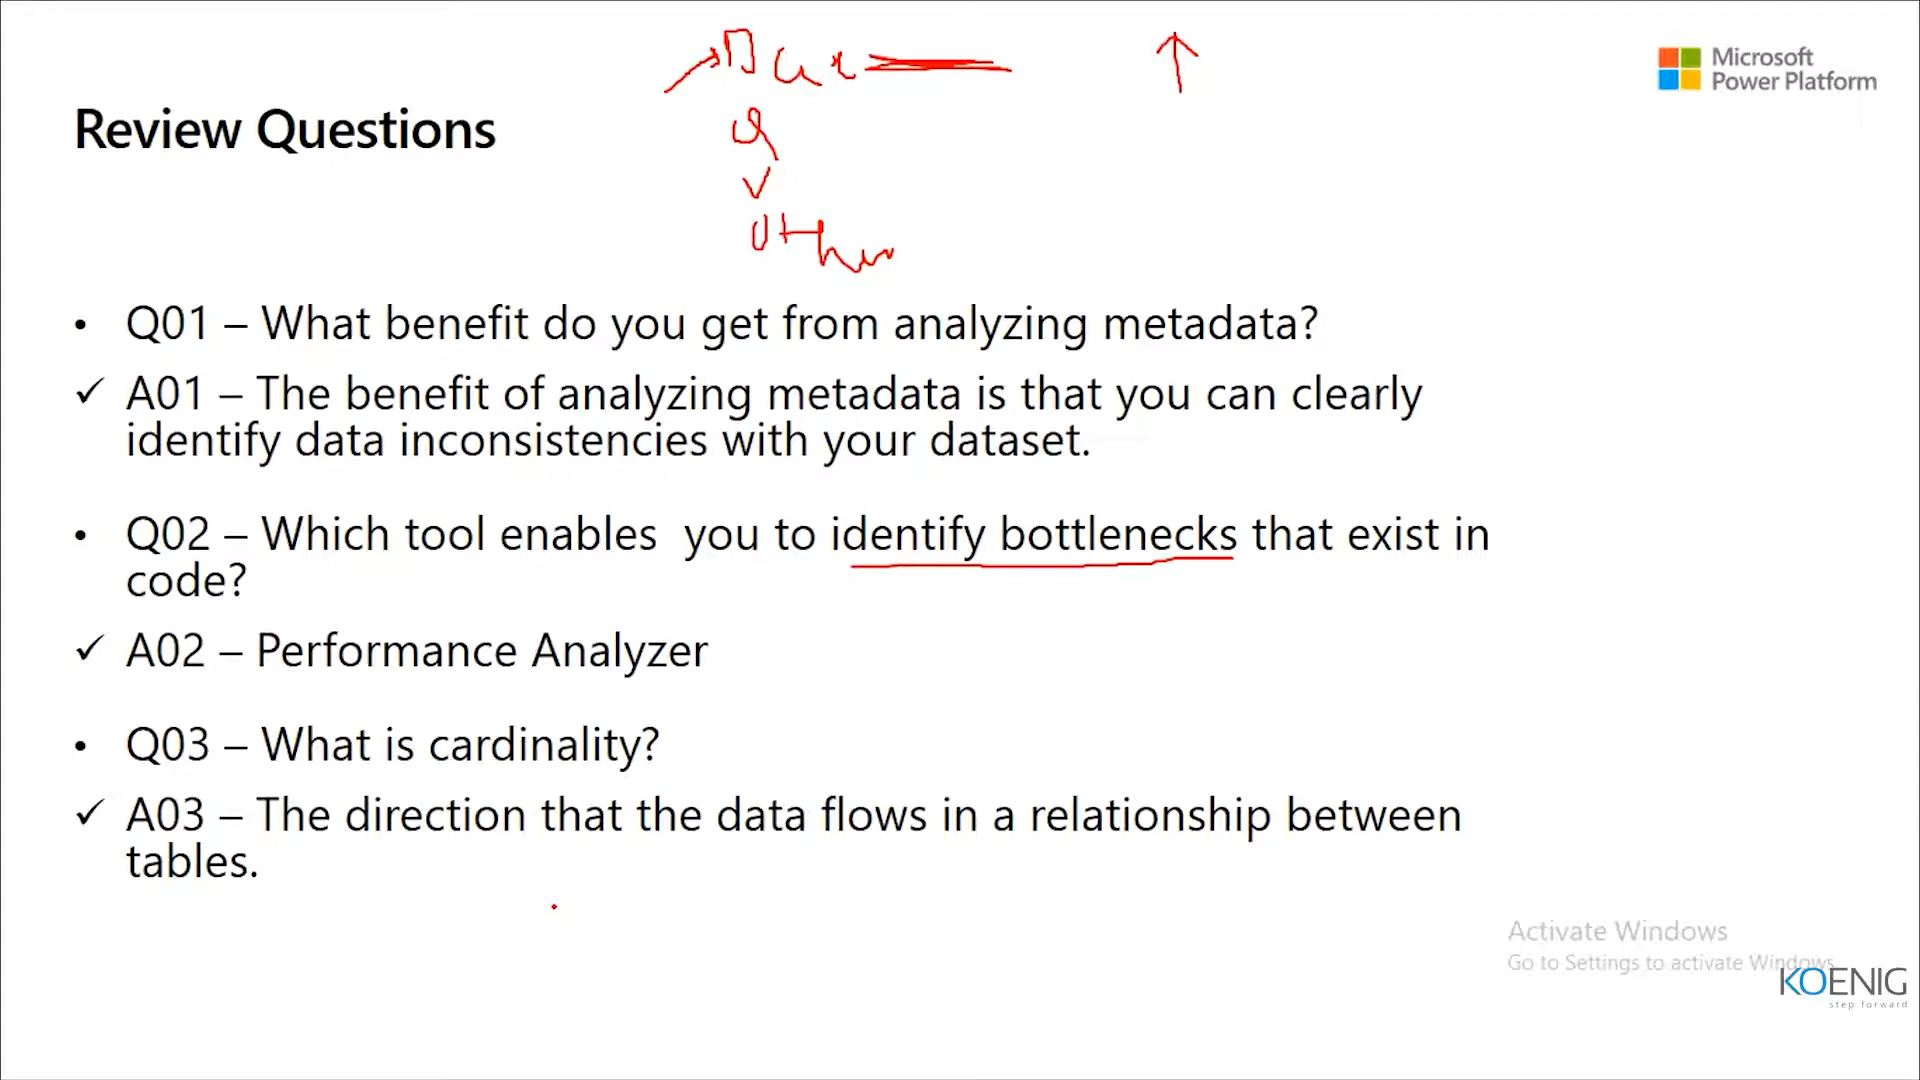 Dax
Microsoft
Power Platform
Review Questions
Q
V
Other
• Q01 – What benefit do you get from analyzing metadata?
✓ A01 – The benefit of analyzing metadata is that you can clearly
identify data inconsistencies with your dataset.
• Q02 – Which tool enables  you to identify bottlenecks that exist in
code?
✓ A02 – Performance Analyzer
• Q03 – What is cardinality?
✓ A03 – The direction that the data flows in a relationship between
tables.
Activate Windows
Go to Settings to activate Windows.
KOENIG
step forward